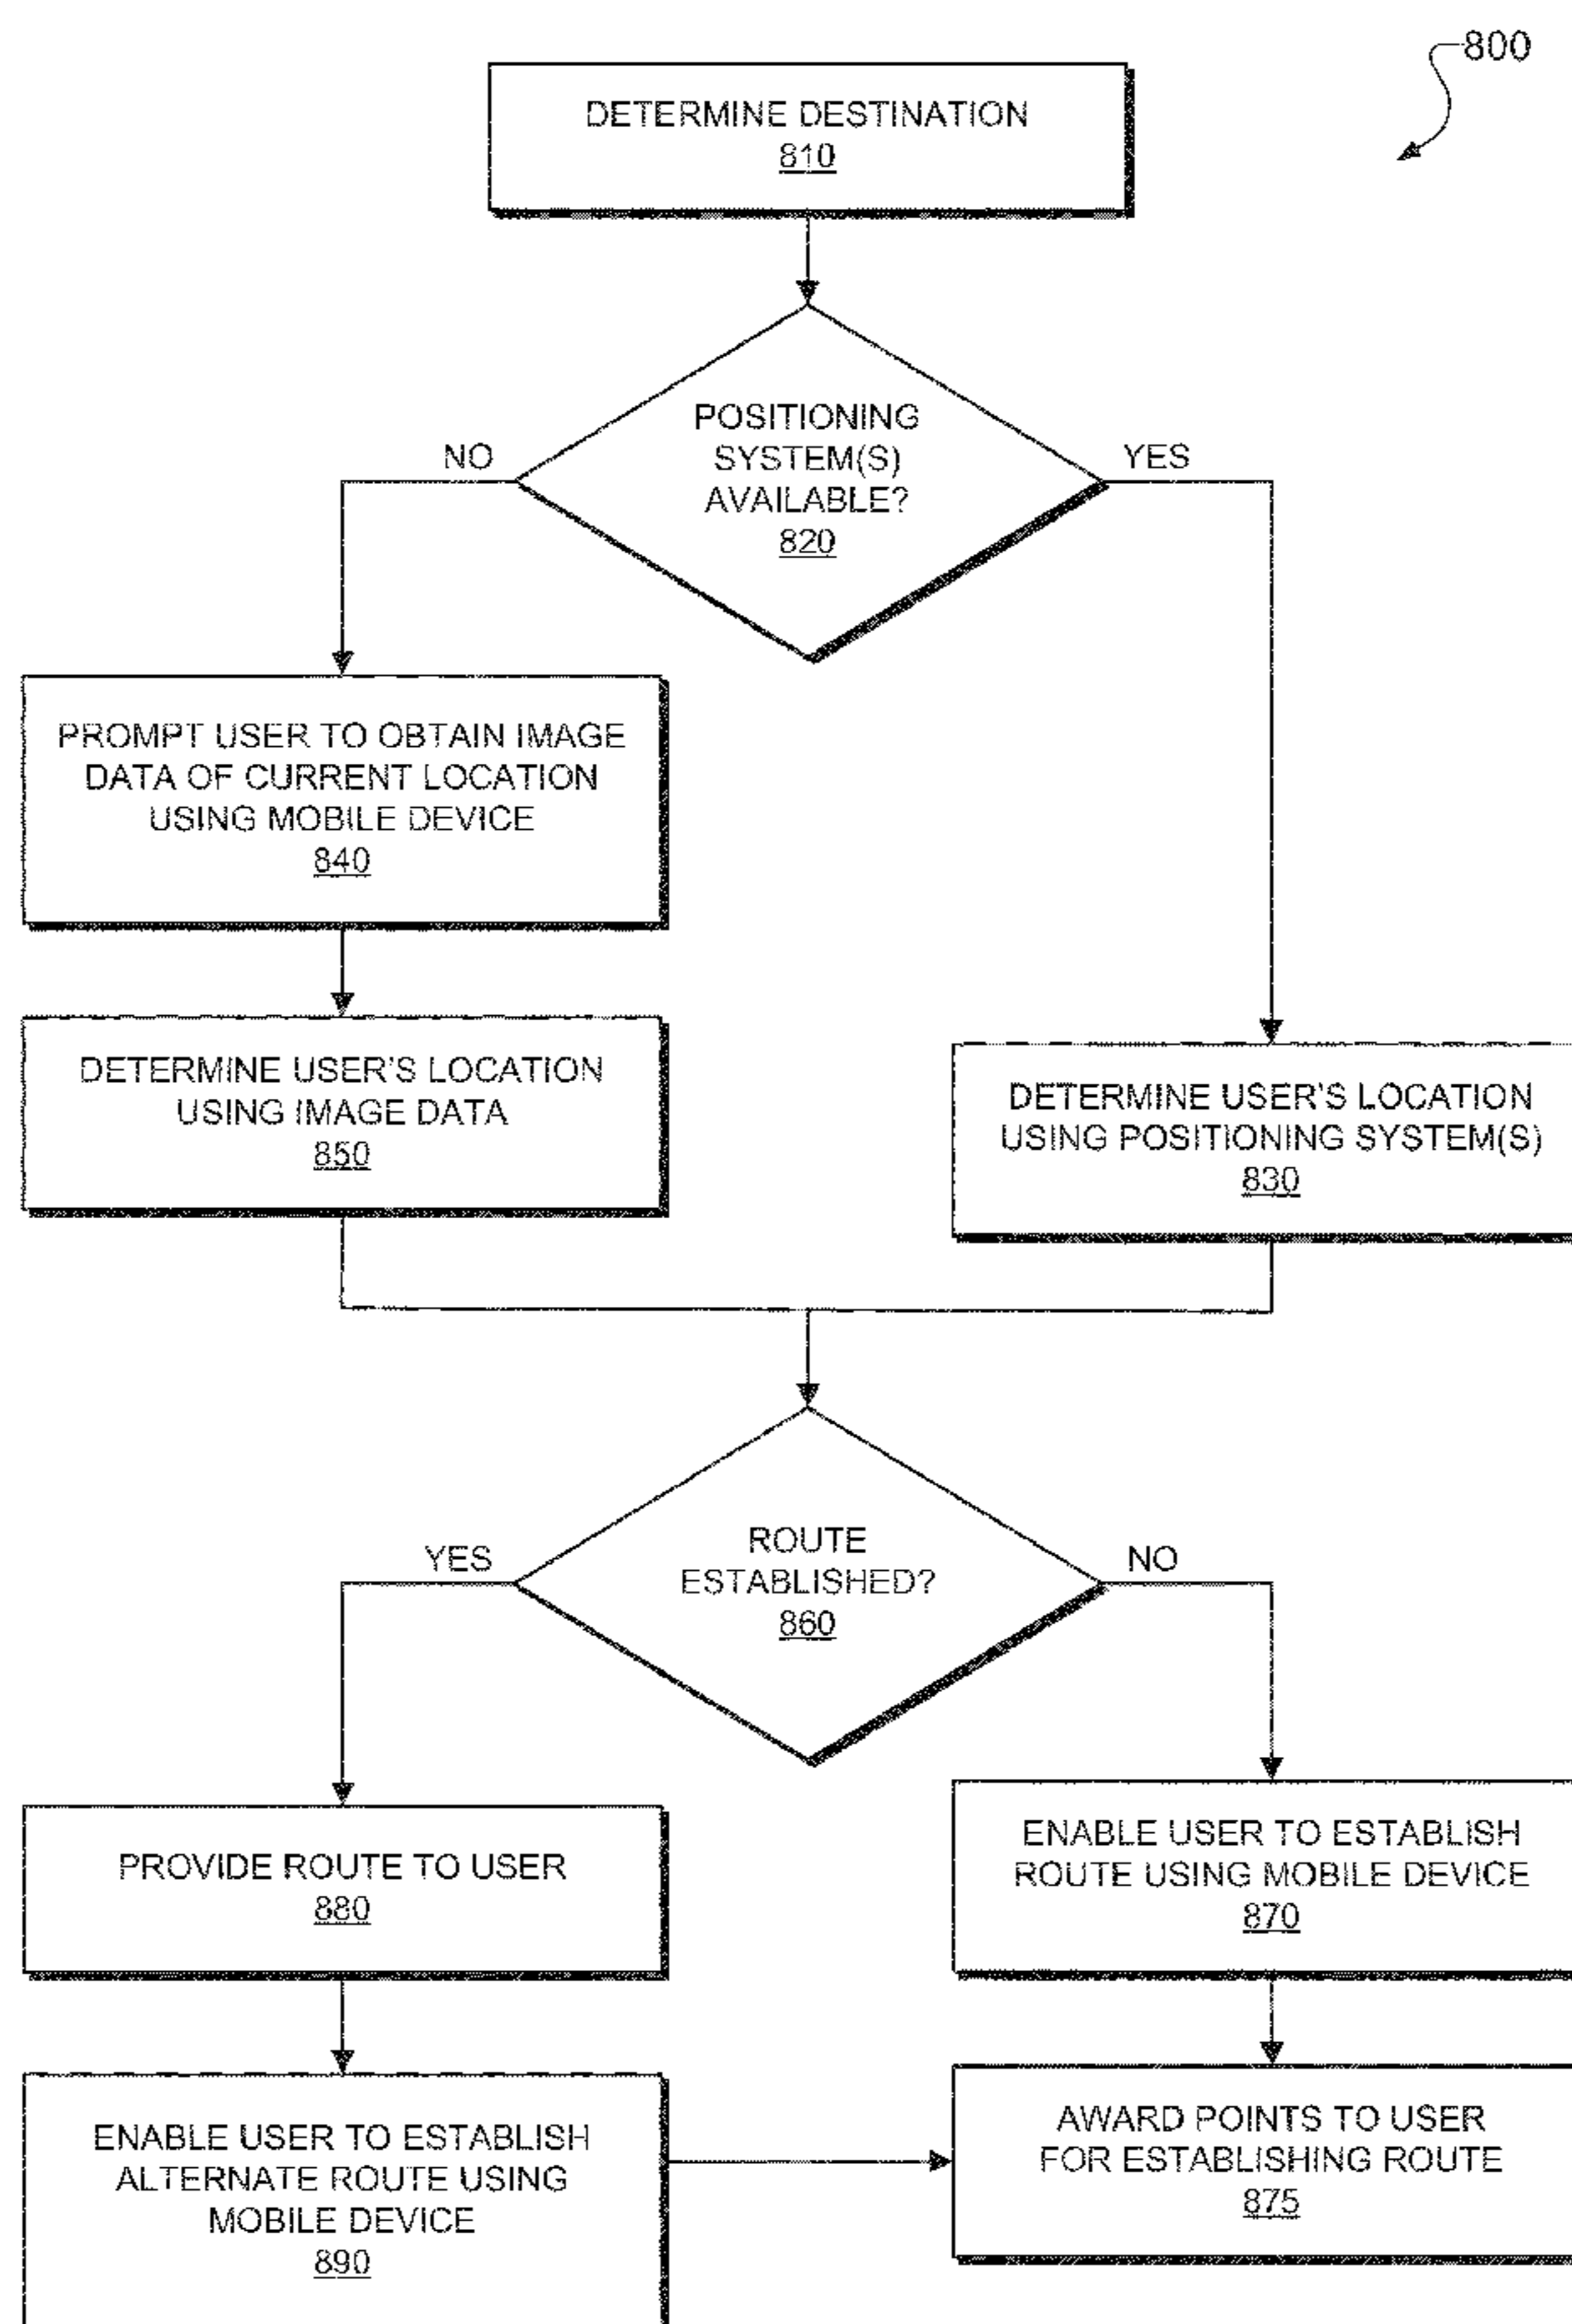 800
DETERMINE DESTINATION
810
POSITIONING
SYSTEM(S)
AVAILABLE?
820
NO
YES
PROMPT USER TO OBTAIN IMAGE
DATA OF CURRENT LOCATION
USING MOBILE DEVICE
840
DETERMINE USER'S LOCATION
USING IMAGE DATA
850
DETERMINE USER'S LOCATION
USING POSITIONING SYSTEM(S)
830
ROUTE
ESTABLISHED?
860
YES
NO
PROVIDE ROUTE TO USER
880
ENABLE USER TO ESTABLISH
ROUTE USING MOBILE DEVICE
870
ENABLE USER TO ESTABLISH
ALTERNATE ROUTE USING
MOBILE DEVICE
890
AWARD POINTS TO USER
FOR ESTABLISHING ROUTE
875